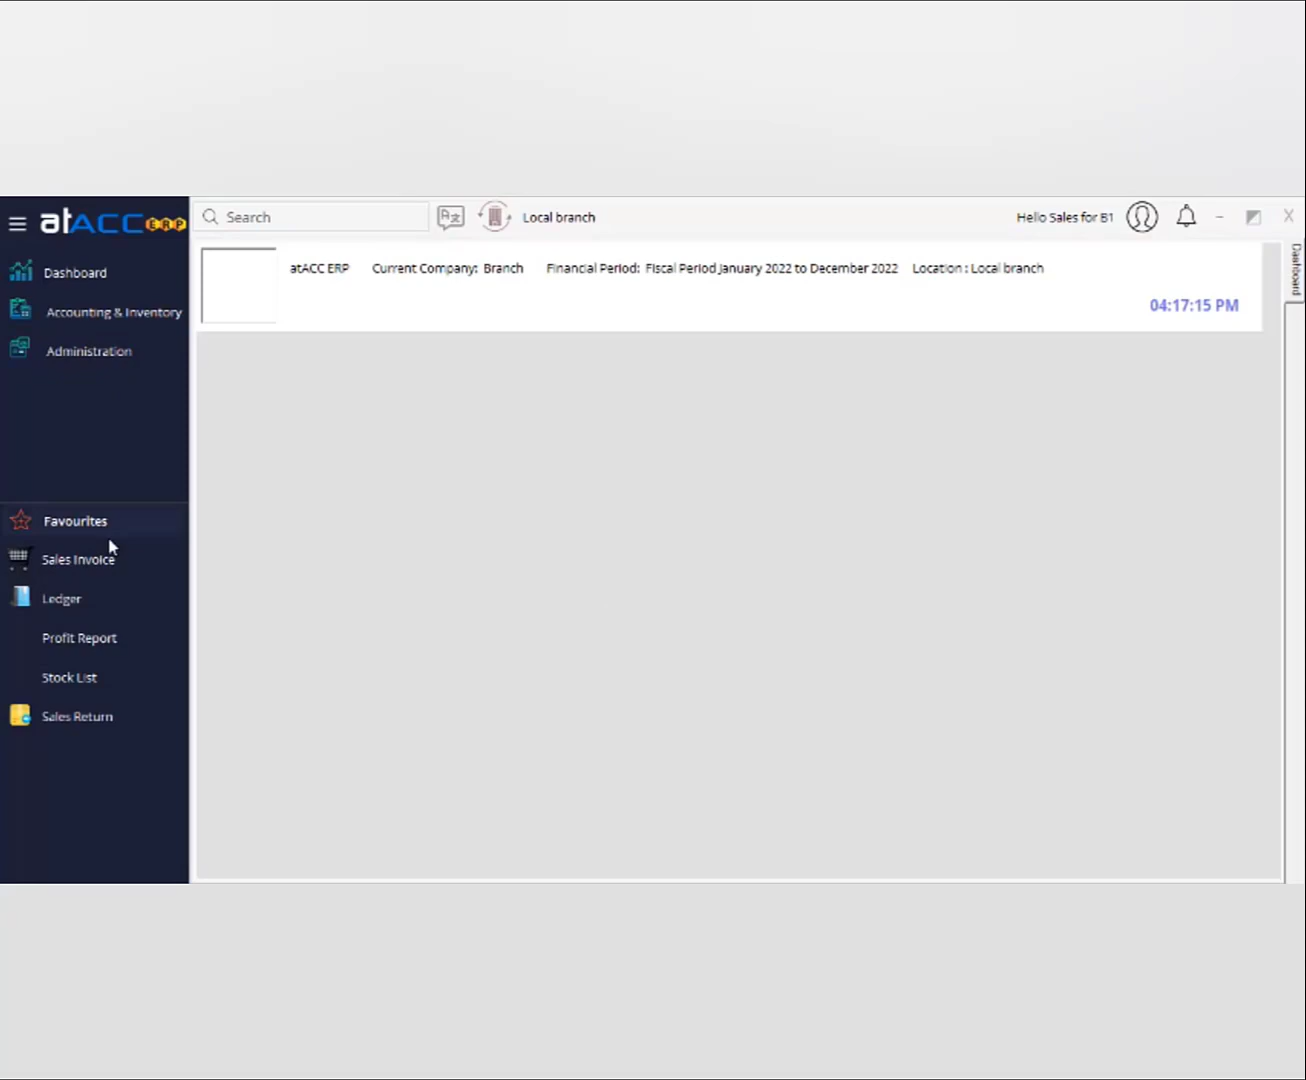 atACC ERP
Search
Local branch
Hello Sales for B1
Dashboard
Accounting & Inventory
Administration
Favourites
Sales Invoice
Ledger
Profit Report
Stock List
Sales Return
atACC ERP Current Company: Branch Financial Period: Fiscal Period January 2022 to December 2022 Location : Local branch
04:17:15 PM
Dashboard